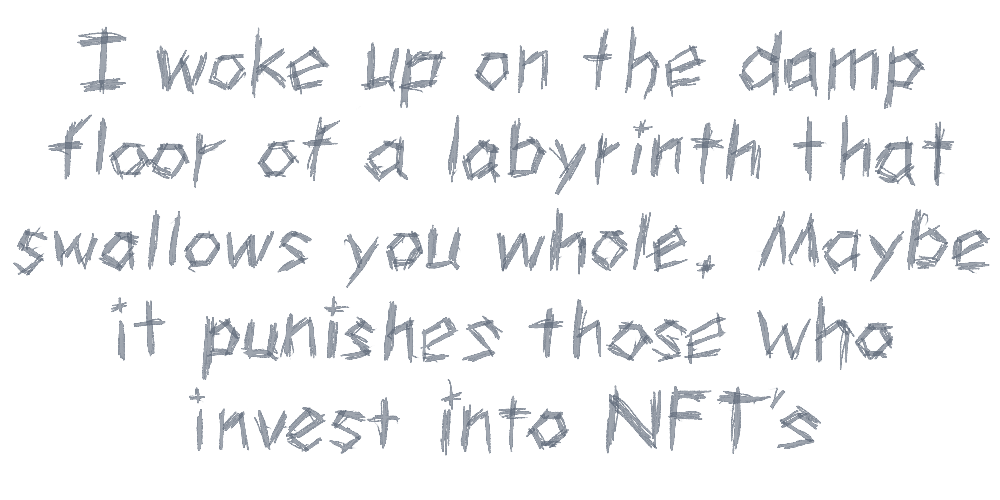 I woke up on the damp
floor of a labyrinth that
swallows you whole. Maybe
it punishes those who
invest into NFT's